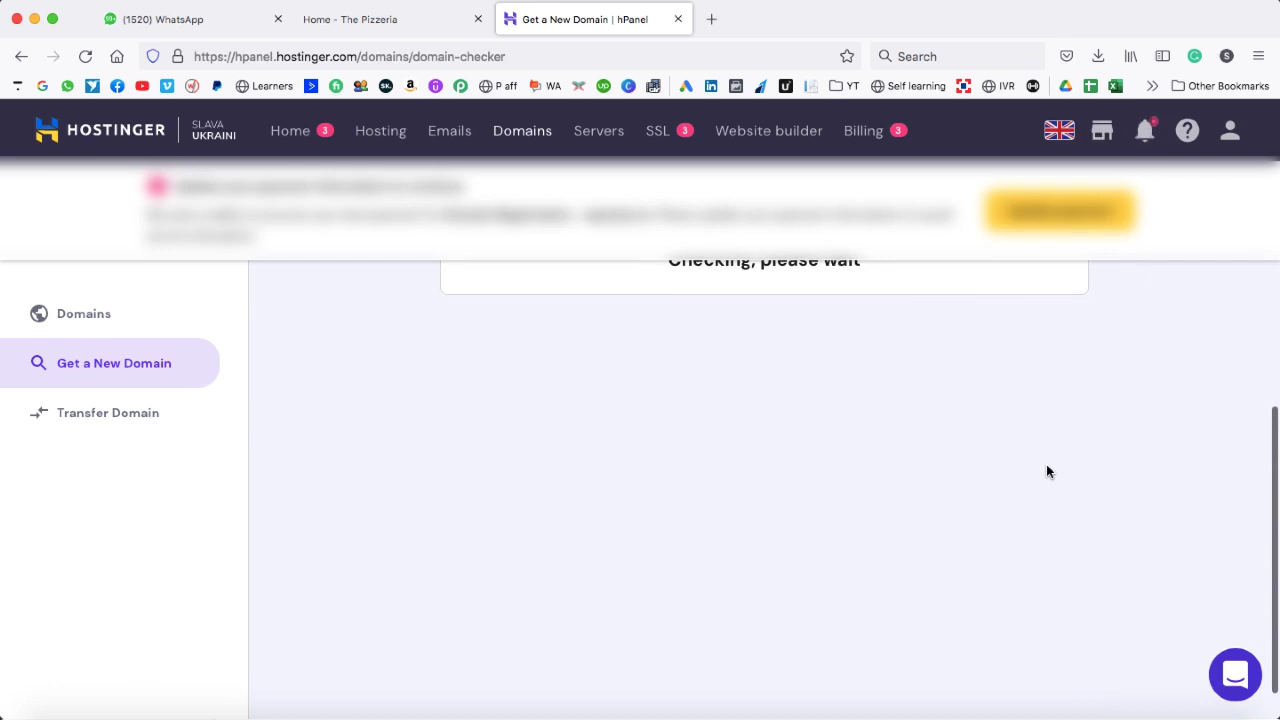 99+ (1520) WhatsApp
Home - The Pizzeria
Get a New Domain | hPanel
https://hpanel.hostinger.com/domains/domain-checker
Search
S
Learners
P aff
WA
YT
Self learning
IVR
Other Bookmarks
HOSTINGER
SLAVA
UKRAINI
Home 3
Hosting
Emails
Domains
Servers
SSL 3
Website builder
Billing 3
Checking, please wait
Domains
Get a New Domain
Transfer Domain